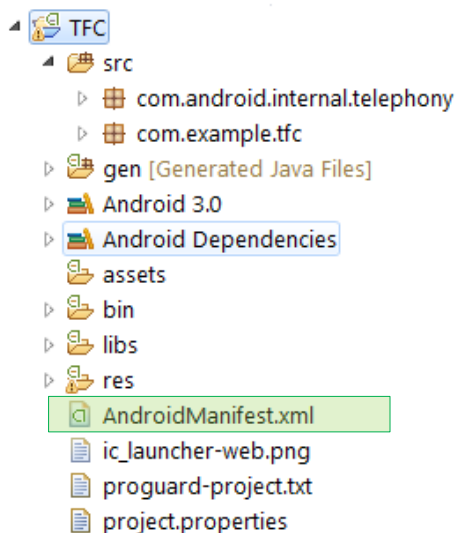 TFC
src
com.android.internal.telephony
com.example.tfc
gen [Generated Java Files]
Android 3.0
Android Dependencies
assets
bin
libs
res
AndroidManifest.xml
ic_launcher-web.png
proguard-project.txt
project.properties